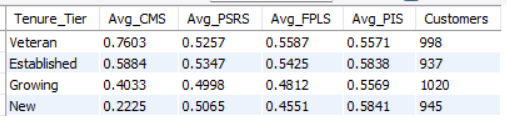 Tenure_Tier Avg_CMS Avg_PSRS Avg_FPLS Avg_PIS Customers
Veteran 0.7603 0.5257 0.5587 0.5571 998
Established 0.5884 0.5347 0.5425 0.5838 937
Growing 0.4033 0.4998 0.4812 0.5569 1020
New 0.2225 0.5065 0.4551 0.5841 945